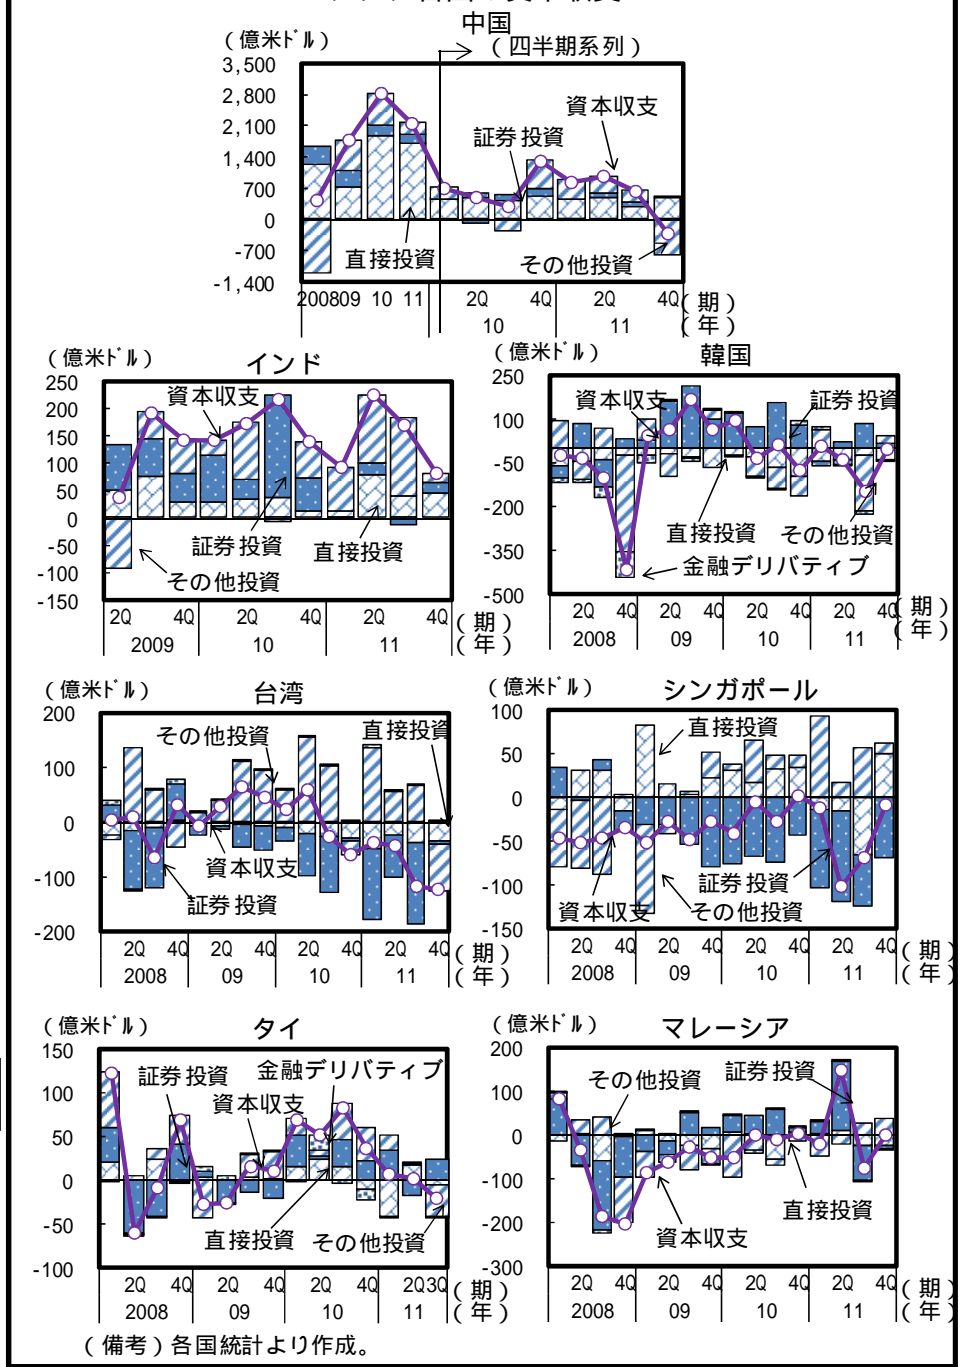 中国
（億米ドル）
（四半期系列）
3,500
2,800
2,100
1,400
700
0
-700
-1,400
資本収支
証券投資
直接投資
その他投資
2008 09 10 11 2Q 4Q 2Q 4Q （期）
10 11 （年）
（億米ドル）
インド
250
200
150
100
50
0
-50
-100
-150
資本収支
証券投資
直接投資
その他投資
2Q 4Q 2Q 4Q 2Q 4Q （期）
2009 10 11 （年）
（億米ドル）
韓国
250
100
-50
-200
-350
-500
資本収支
証券投資
直接投資
その他投資
金融デリバティブ
2Q 4Q 2Q 4Q 2Q 4Q 2Q 4Q （期）
2008 09 10 11 （年）
（億米ドル）
台湾
200
100
0
-100
-200
その他投資
直接投資
資本収支
証券投資
2Q 4Q 2Q 4Q 2Q 4Q 2Q 4Q （期）
2008 09 10 11 （年）
（億米ドル）
シンガポール
100
50
0
-50
-100
-150
直接投資
証券投資
資本収支
その他投資
2Q 4Q 2Q 4Q 2Q 4Q 2Q 4Q （期）
2008 09 10 11 （年）
（億米ドル）
タイ
150
100
50
0
-50
-100
証券投資
金融デリバティブ
資本収支
直接投資
その他投資
2Q 4Q 2Q 4Q 2Q 4Q 2Q3Q （期）
2008 09 10 11 （年）
（億米ドル）
マレーシア
200
100
0
-100
-200
-300
その他投資
証券投資
直接投資
資本収支
2Q 4Q 2Q 4Q 2Q 4Q 2Q 4Q （期）
2008 09 10 11 （年）
（備考）各国統計より作成。